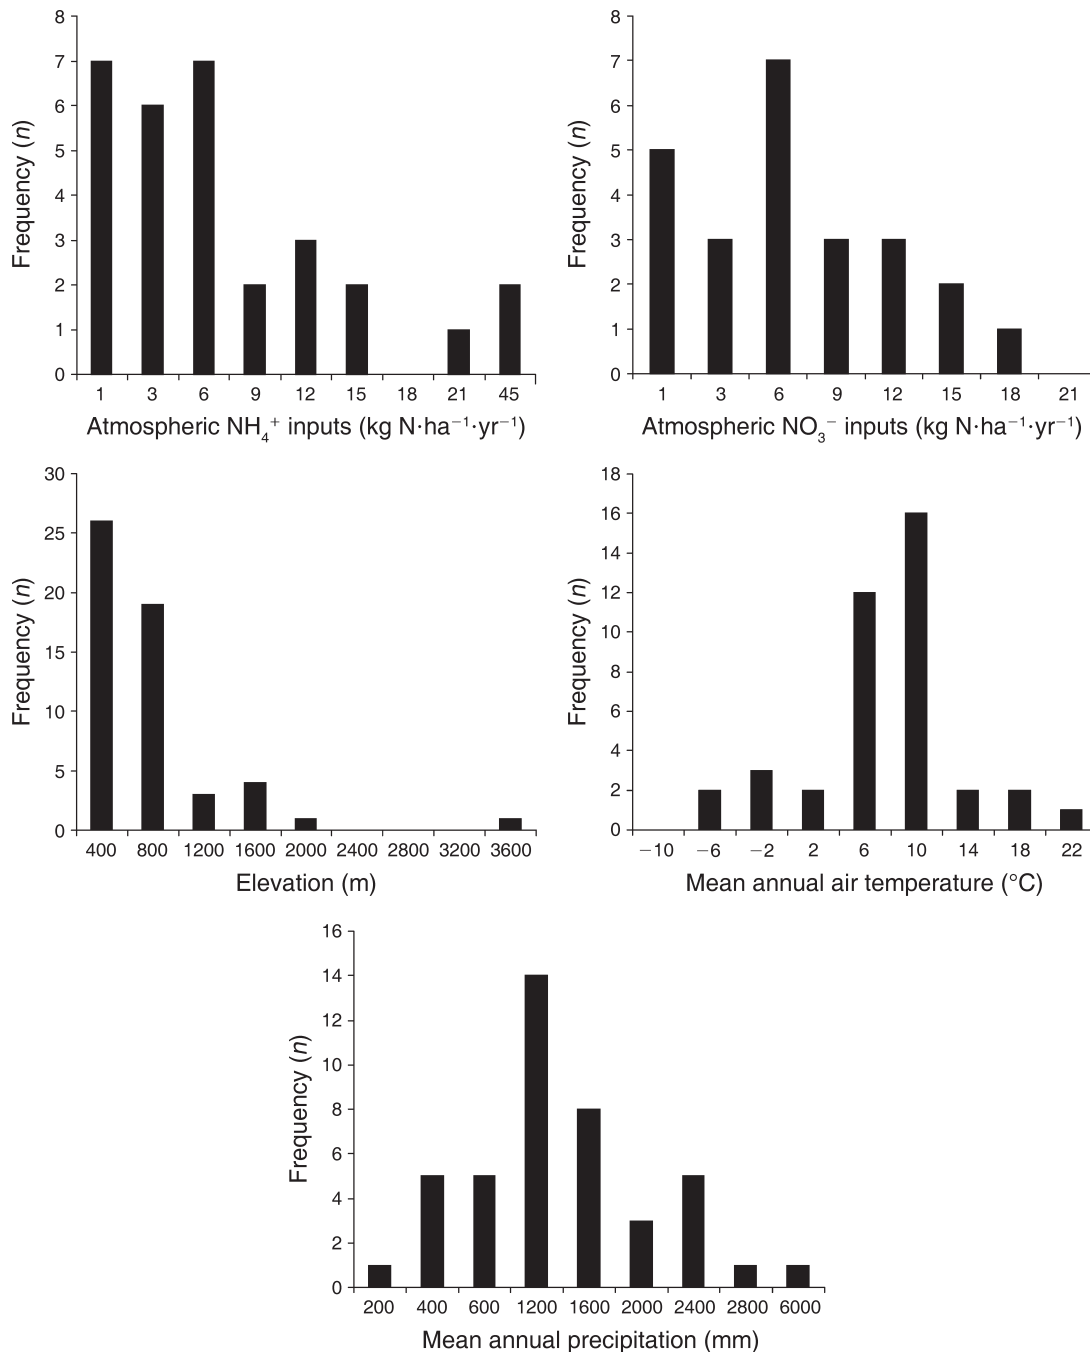 8
7
6
5
4
3
2
1
0
Frequency (n)
1 3 6 9 12 15 18 21 45
Atmospheric NH₄⁺ inputs (kg N·ha⁻¹·yr⁻¹)
8
7
6
5
4
3
2
1
0
Frequency (n)
1 3 6 9 12 15 18 21
Atmospheric NO₃⁻ inputs (kg N·ha⁻¹·yr⁻¹)
30
25
20
15
10
5
0
Frequency (n)
400 800 1200 1600 2000 2400 2800 3200 3600
Elevation (m)
18
16
14
12
10
8
6
4
2
0
Frequency (n)
−10 −6 −2 2 6 10 14 18 22
Mean annual air temperature (°C)
16
14
12
10
8
6
4
2
0
Frequency (n)
200 400 600 1200 1600 2000 2400 2800 6000
Mean annual precipitation (mm)